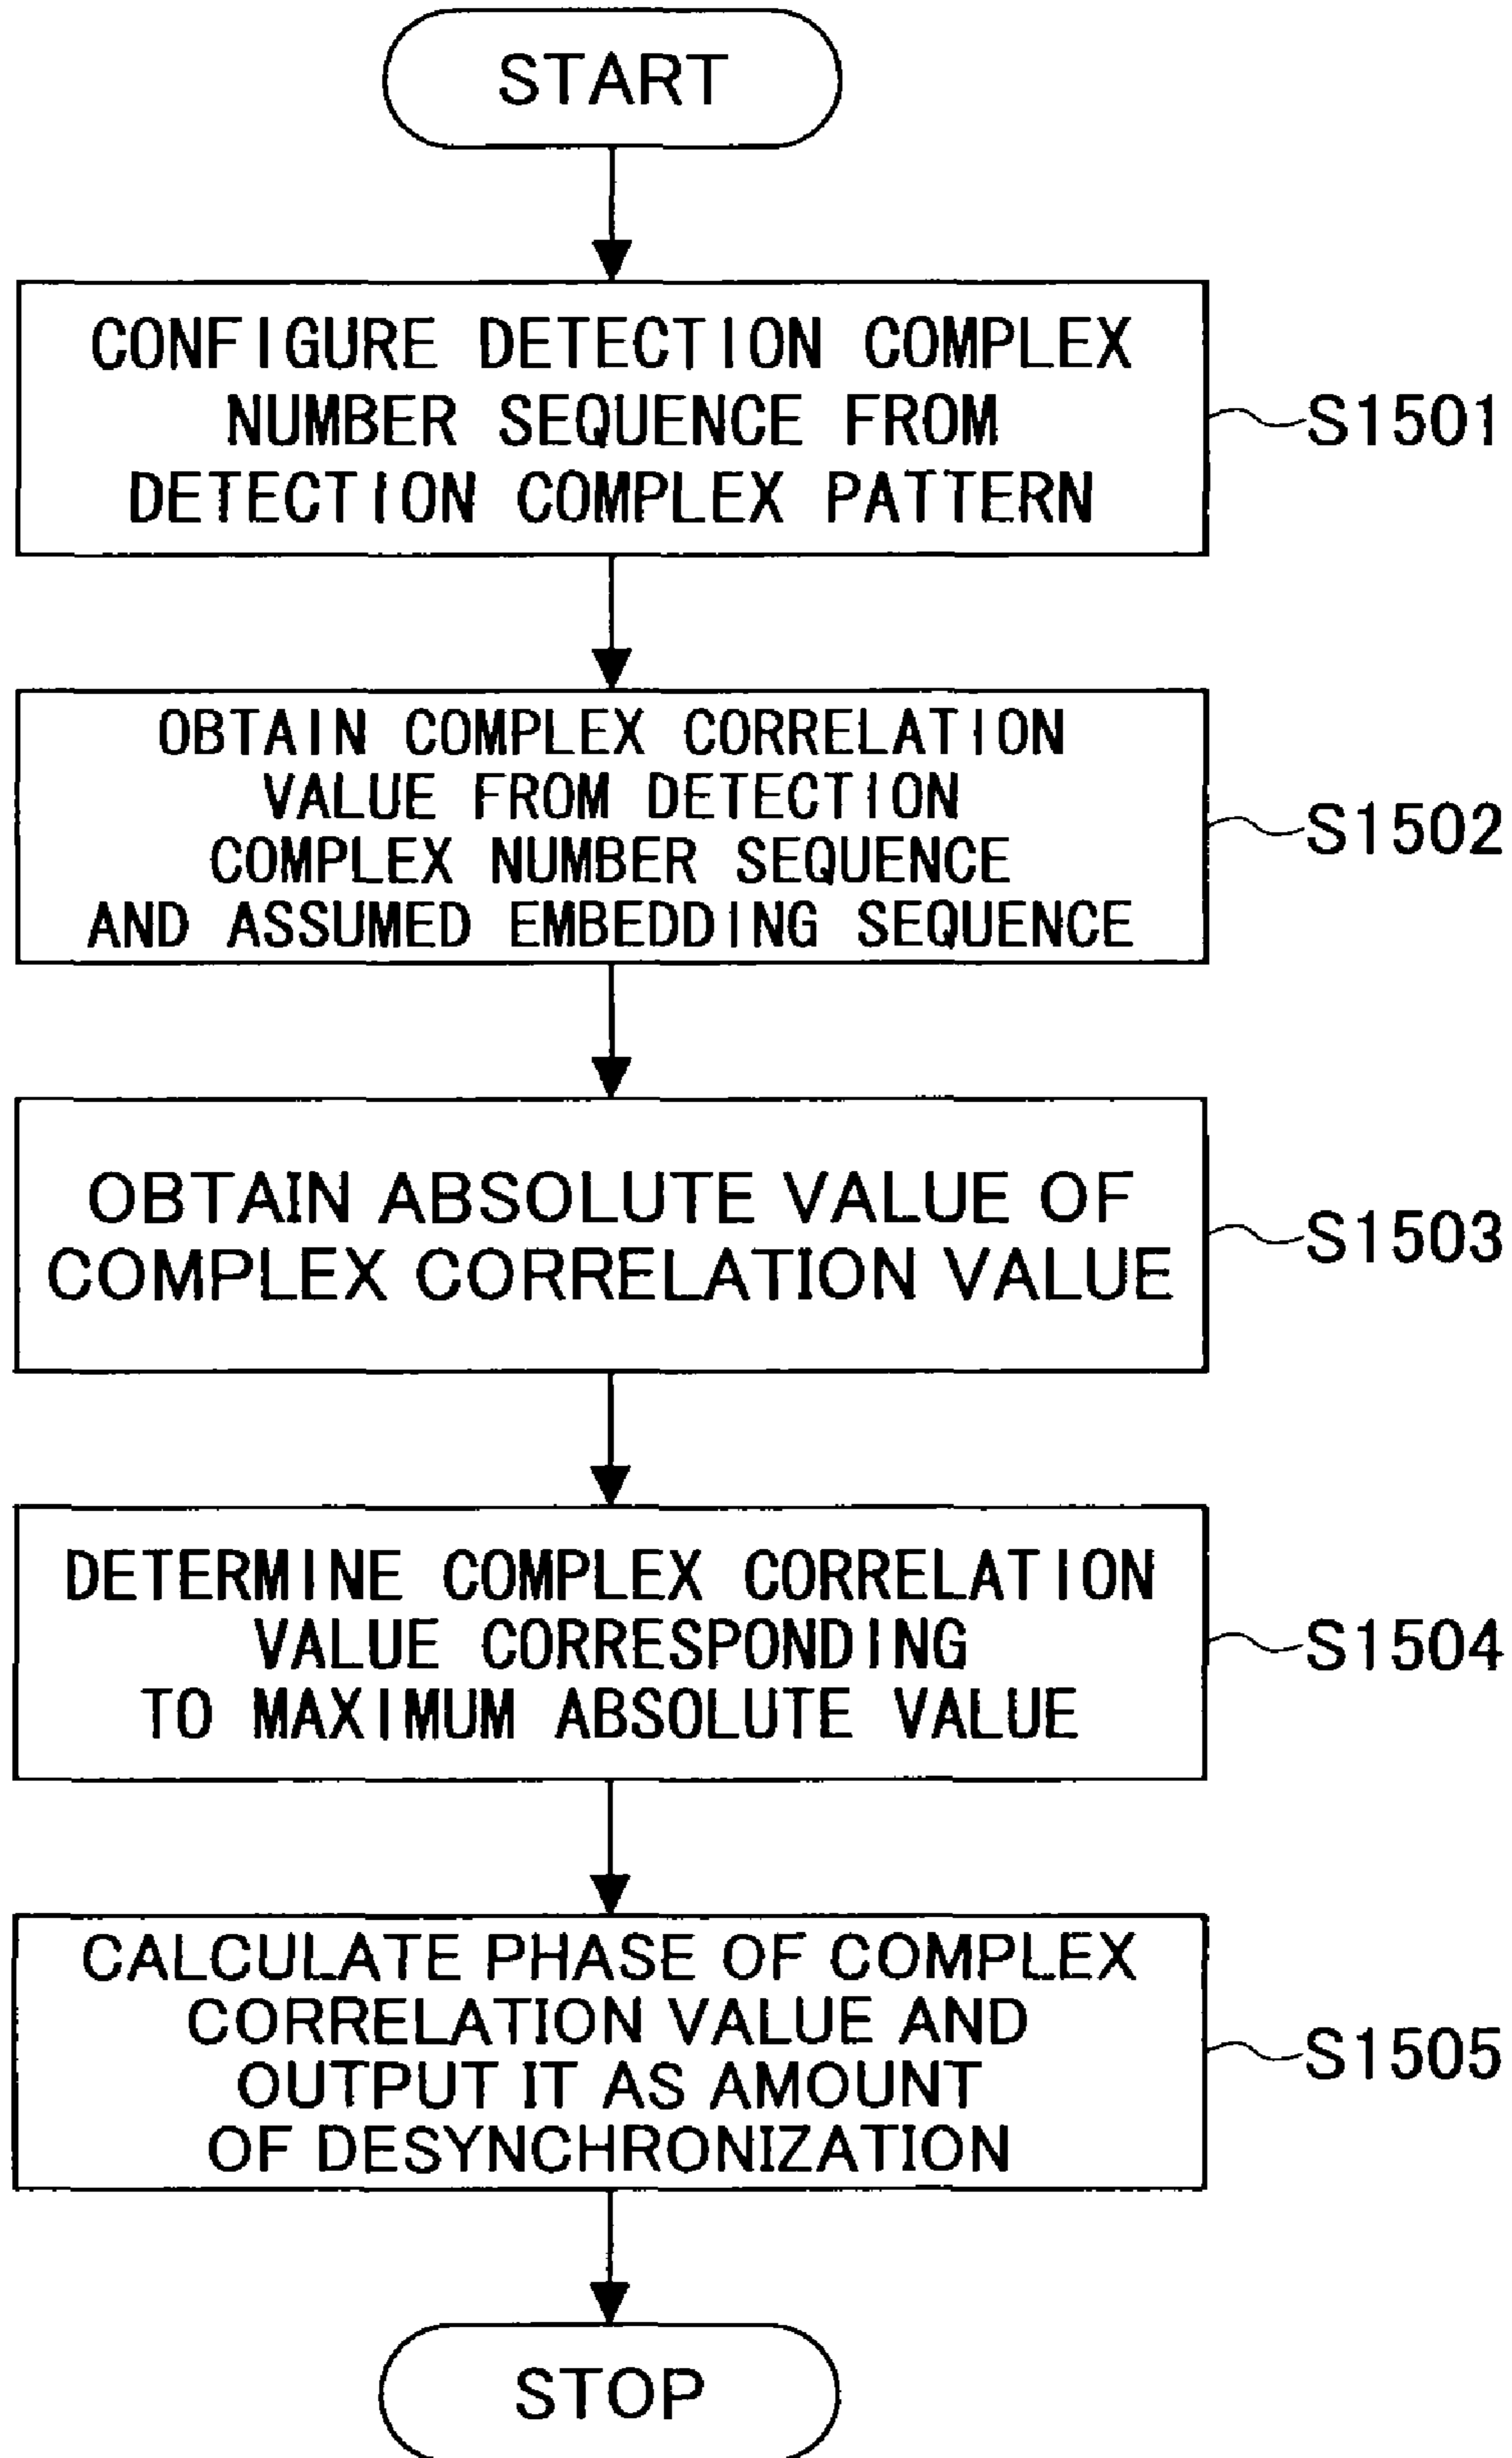 START
CONFIGURE DETECTION COMPLEX
NUMBER SEQUENCE FROM
DETECTION COMPLEX PATTERN
S1501
OBTAIN COMPLEX CORRELATION
VALUE FROM DETECTION
COMPLEX NUMBER SEQUENCE
AND ASSUMED EMBEDDING SEQUENCE
S1502
OBTAIN ABSOLUTE VALUE OF
COMPLEX CORRELATION VALUE
S1503
DETERMINE COMPLEX CORRELATION
VALUE CORRESPONDING
TO MAXIMUM ABSOLUTE VALUE
S1504
CALCULATE PHASE OF COMPLEX
CORRELATION VALUE AND
OUTPUT IT AS AMOUNT
OF DESYNCHRONIZATION
S1505
STOP